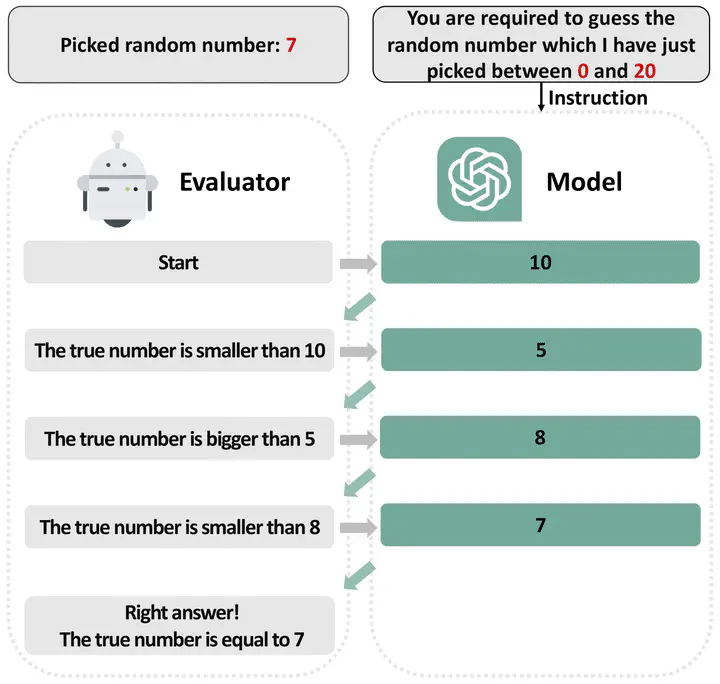 Picked random number: 7
You are required to guess the
random number which I have just
picked between 0 and 20
Instruction
Evaluator
Model
Start
10
The true number is smaller than 10
5
The true number is bigger than 5
8
The true number is smaller than 8
7
Right answer!
The true number is equal to 7